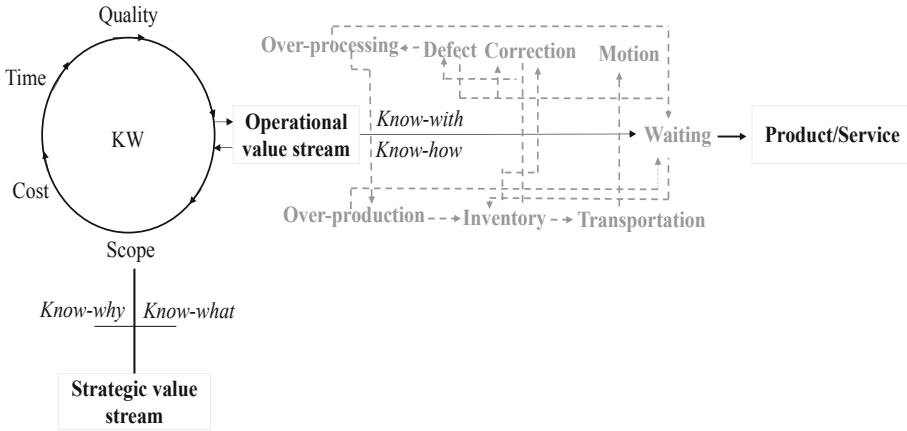 Quality
Over-processing Defect Correction Motion
Time
KW
Operational
value stream
Know-with
Know-how
Waiting
Product/Service
Cost
Over-production Inventory Transportation
Scope
Know-why Know-what
Strategic value
stream